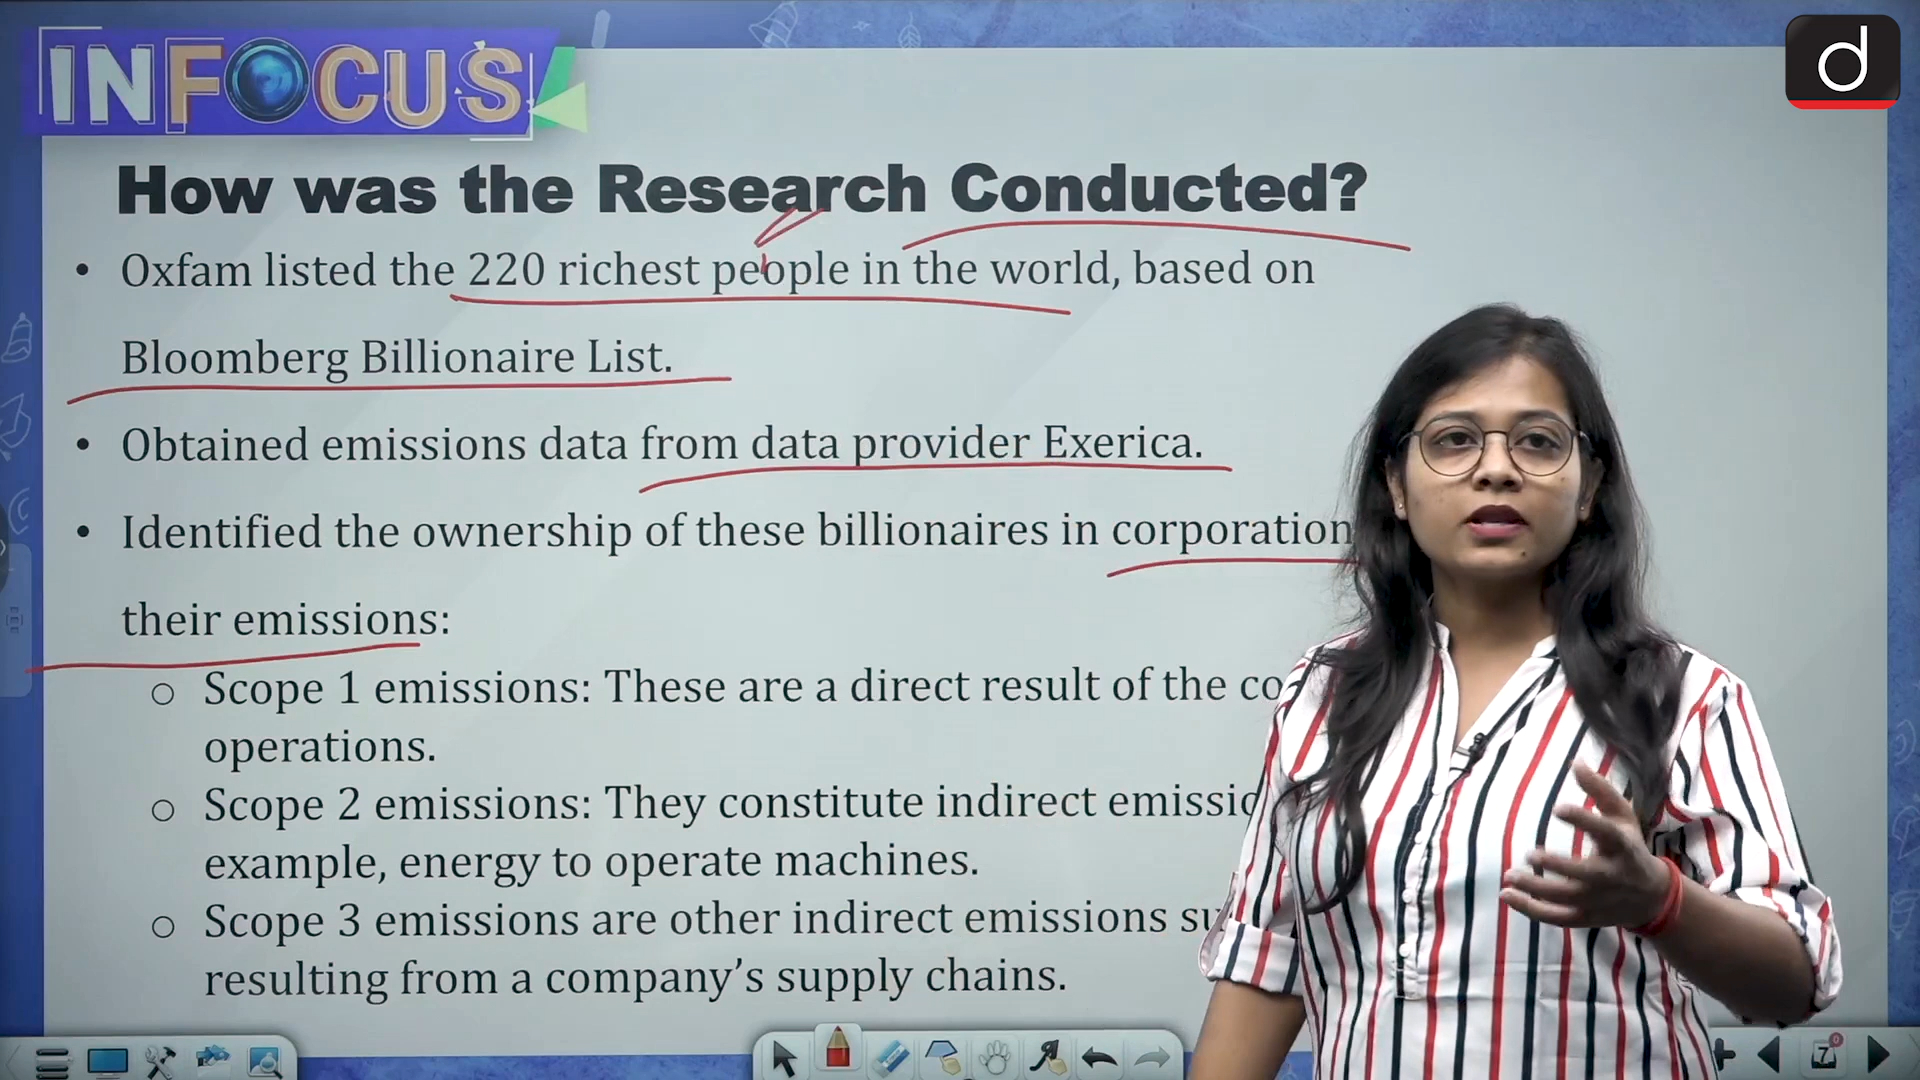 INFOCUS
d
How was the Research Conducted?
• Oxfam listed the 220 richest people in the world, based on
Bloomberg Billionaire List.
• Obtained emissions data from data provider Exerica.
• Identified the ownership of these billionaires in corporation
their emissions:
o Scope 1 emissions: These are a direct result of the
operations.
o Scope 2 emissions: They constitute indirect
example, energy to operate machines.
o Scope 3 emissions are other indirect emissions
resulting from a company’s supply chains.
7